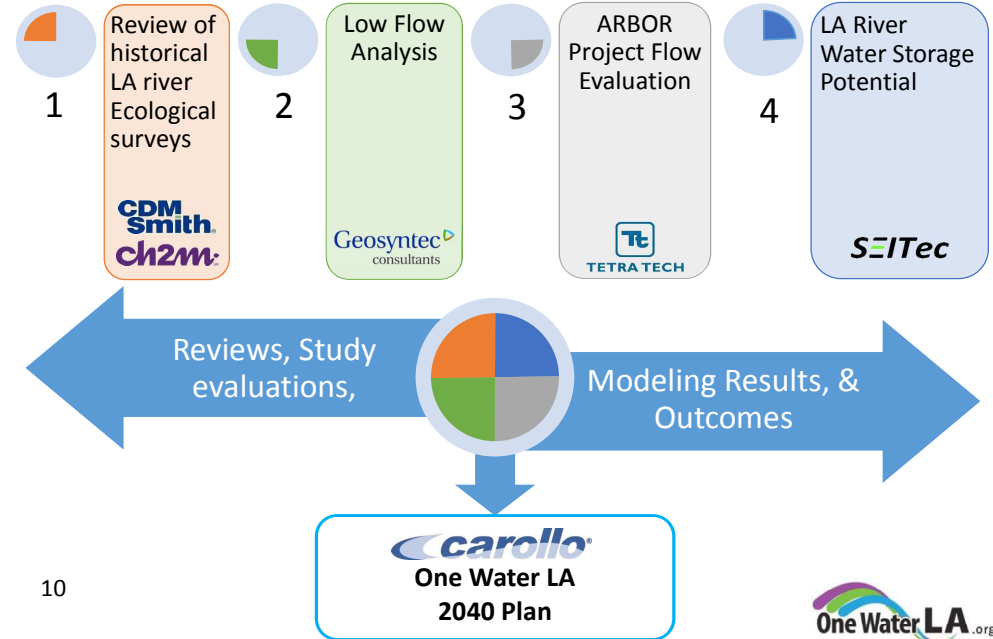 1
Review of
historical
LA river
Ecological
surveys
CDM
Smith
ch2m:
2
Low Flow
Analysis
Geosyntec
consultants
3
ARBOR
Project Flow
Evaluation
Tt
TETRA TECH
4
LA River
Water Storage
Potential
SEITec
Reviews, Study
evaluations,
Modeling Results, &
Outcomes
carollo®
One Water LA
2040 Plan
10
One Water LA.org